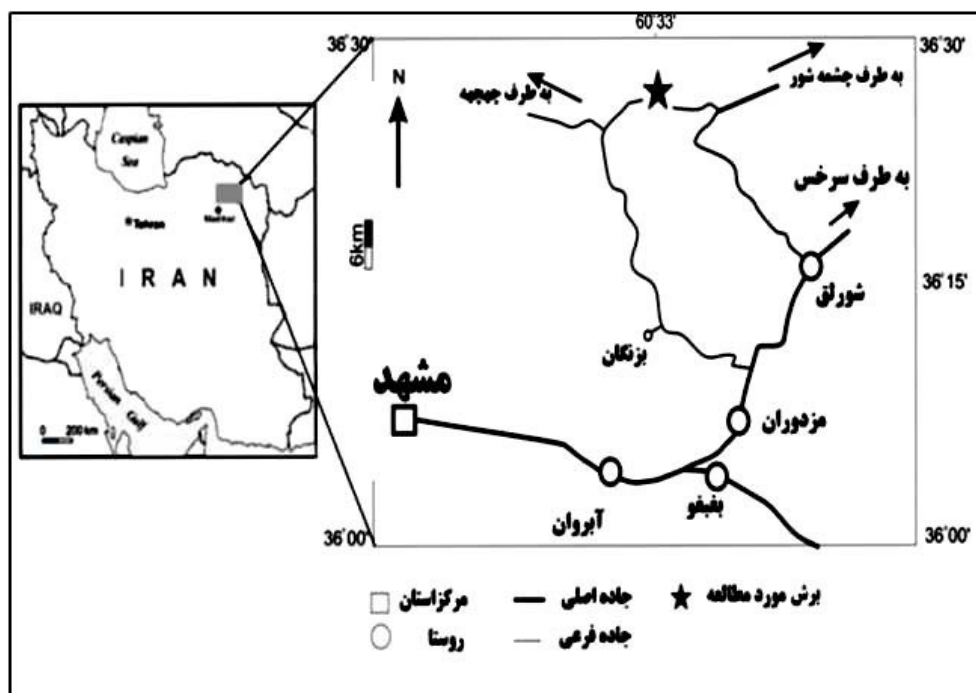 60˚33'
36˚30'
36˚30'
N
به طرف چهچهه
به طرف چشمه شور
به طرف سرخس
6km
36˚15'
شورلق
بزنگان
مشهد
مزدوران
بغبغو
آبروان
36˚00'
36˚00'
Caspian
Sea
Tehran
IRAN
IRAQ
Persian Gulf
0 200 km
برش مورد مطالعه
جاده اصلی
مرکزاستان
جاده فرعی
روستا